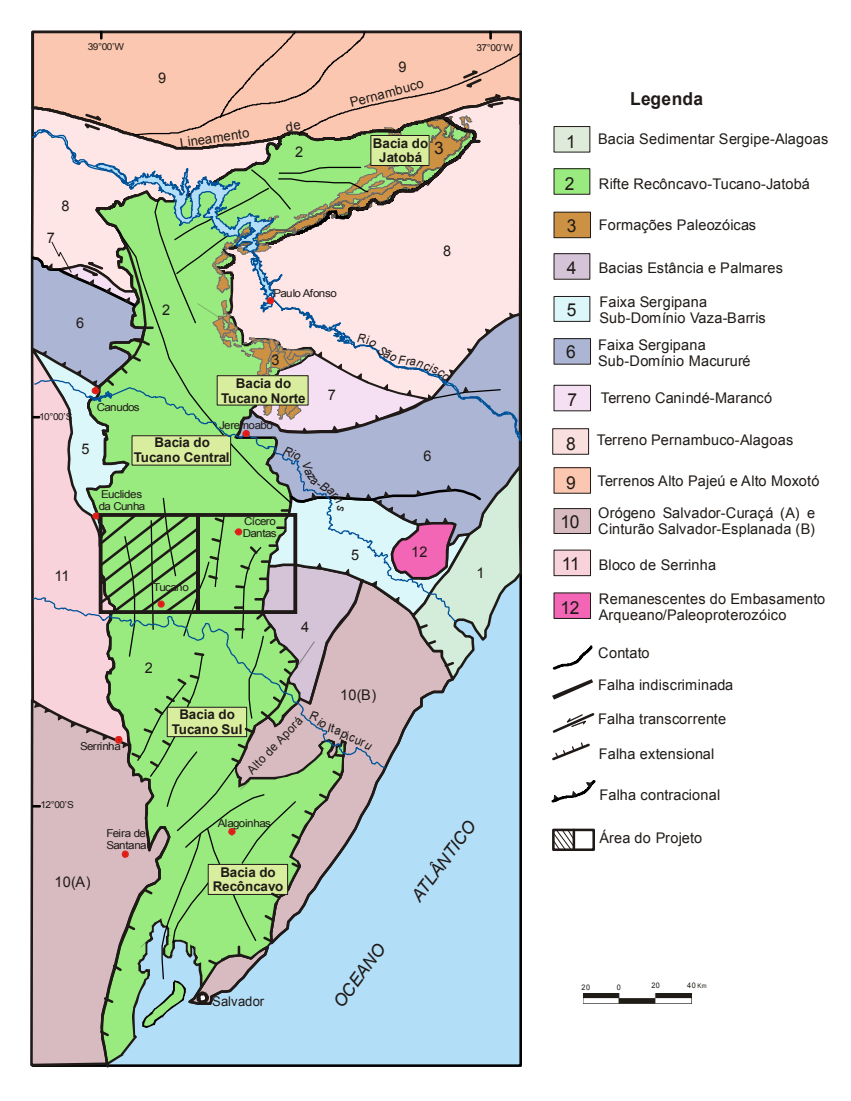 39°00'W
37°00'W
9
9
Pernambuco
de
Lineamento
Bacia do
Jatobá
3
2
8
7
8
2
Paulo Afonso
6
3
Rio São Francisco
Bacia do
Tucano Norte
7
Canudos
10°00'S
Jeremoabo
Bacia do
Tucano Central
5
6
Rio Vaza-Barris
Euclides
da Cunha
Cícero
Dantas
12
5
11
1
Tucano
4
2
10(B)
Bacia do
Tucano Sul
Rio Itapicuru
Alto de Aporá
Serrinha
12°00'S
Alagoinhas
Feira de
Santana
Bacia do
Recôncavo
10(A)
OCEANO
ATLÂNTICO
Salvador
Legenda
1 Bacia Sedimentar Sergipe-Alagoas
2 Rifte Recôncavo-Tucano-Jatobá
3 Formações Paleozóicas
4 Bacias Estância e Palmares
5 Faixa Sergipana
Sub-Domínio Vaza-Barris
6 Faixa Sergipana
Sub-Domínio Macururé
7 Terreno Canindé-Marancó
8 Terreno Pernambuco-Alagoas
9 Terrenos Alto Pajeú e Alto Moxotó
10 Orógeno Salvador-Curaçá (A) e
Cinturão Salvador-Esplanada (B)
11 Bloco de Serrinha
12 Remanescentes do Embasamento
Arqueano/Paleoproterozóico
Contato
Falha indiscriminada
Falha transcorrente
Falha extensional
Falha contracional
Área do Projeto
20 0 20 40 Km